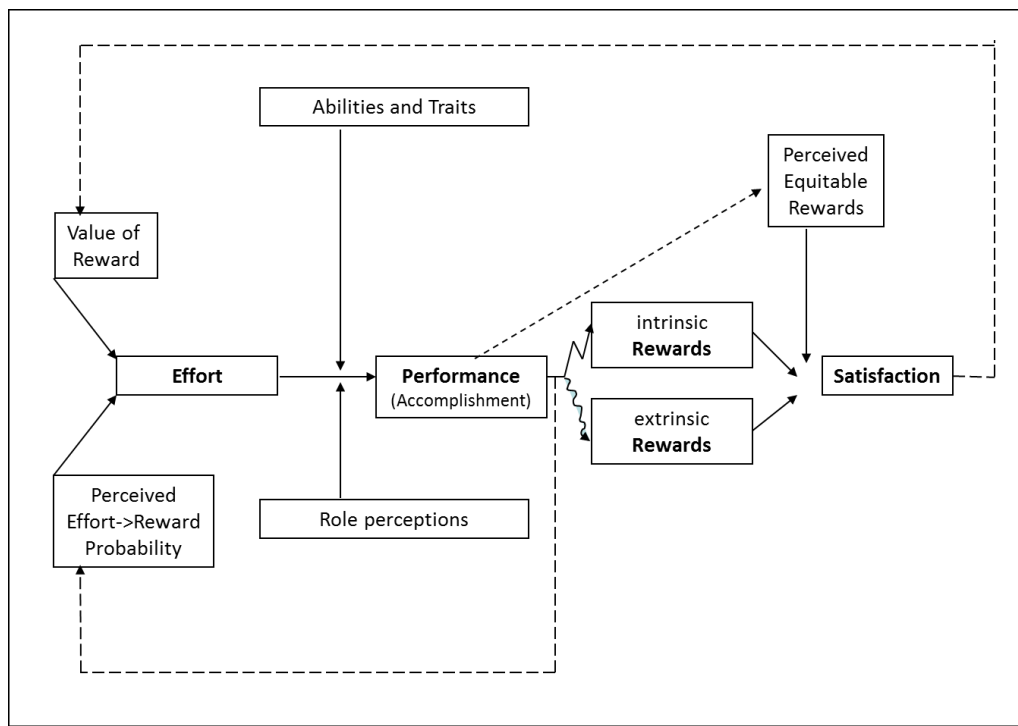 Abilities and Traits
Perceived
Equitable
Rewards
Value of
Reward
intrinsic
Rewards
Effort
Performance
(Accomplishment)
Satisfaction
extrinsic
Rewards
Perceived
Effort->Reward
Probability
Role perceptions